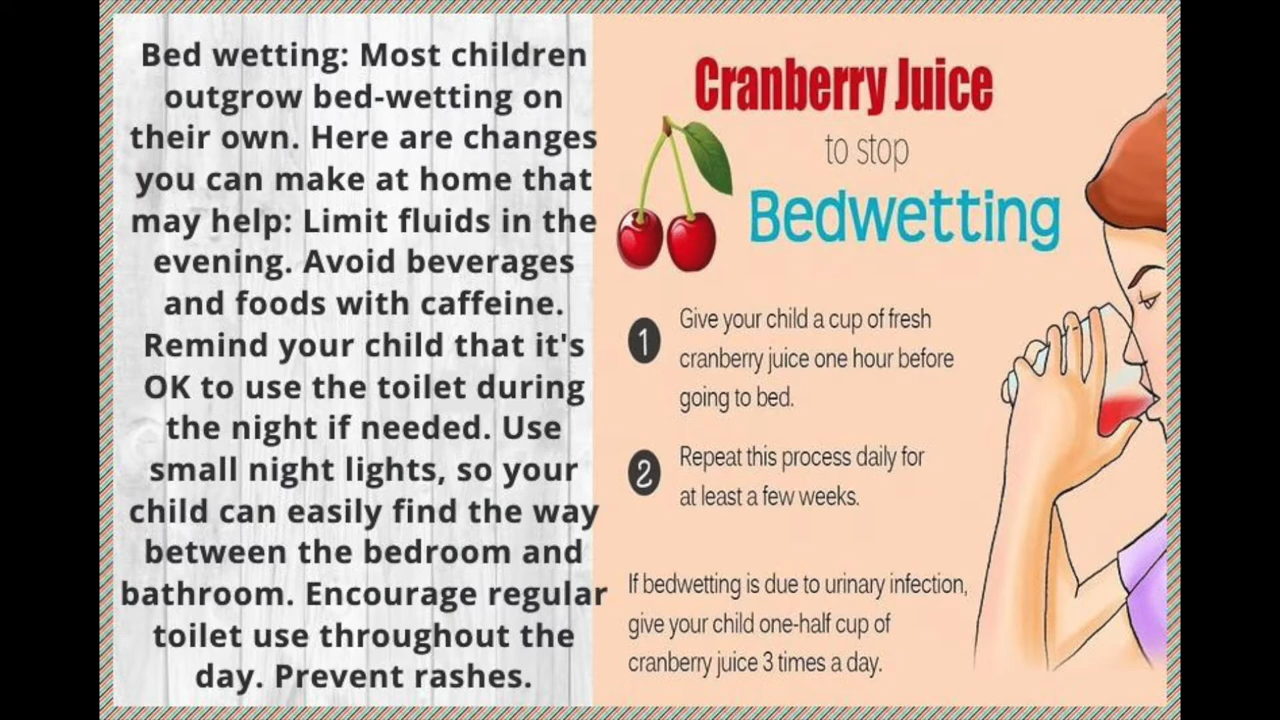 Bed wetting: Most children
outgrow bed-wetting on
their own. Here are changes
you can make at home that
may help: Limit fluids in the
evening. Avoid beverages
and foods with caffeine.
Remind your child that it's
OK to use the toilet during
the night if needed. Use
small night lights, so your
child can easily find the way
between the bedroom and
bathroom. Encourage regular
toilet use throughout the
day. Prevent rashes.
Cranberry Juice
to stop
Bedwetting
1 Give your child a cup of fresh
cranberry juice one hour before
going to bed.
2 Repeat this process daily for
at least a few weeks.
If bedwetting is due to urinary infection,
give your child one-half cup of
cranberry juice 3 times a day.